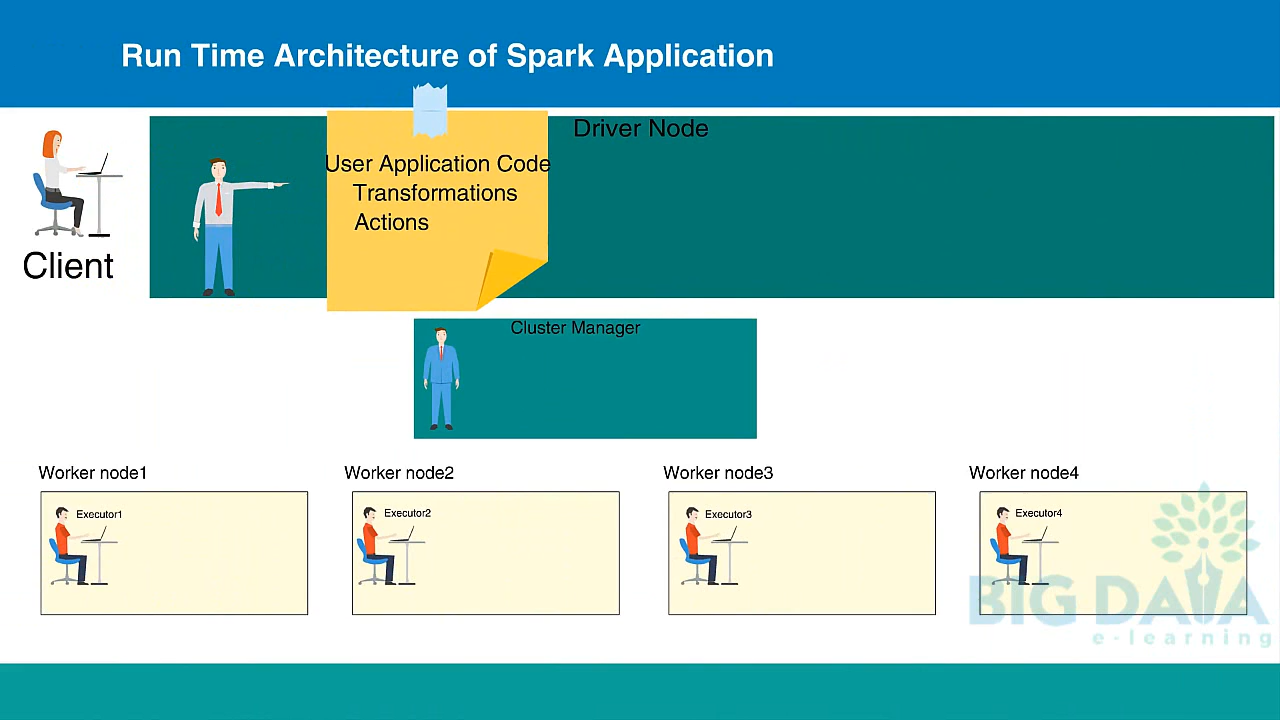 Run Time Architecture of Spark Application
Driver Node
User Application Code
Transformations
Actions
Client
Cluster Manager
Worker node1
Worker node2
Worker node3
Worker node4
Executor1
Executor2
Executor3
Executor4
BIG DATA
e-learning